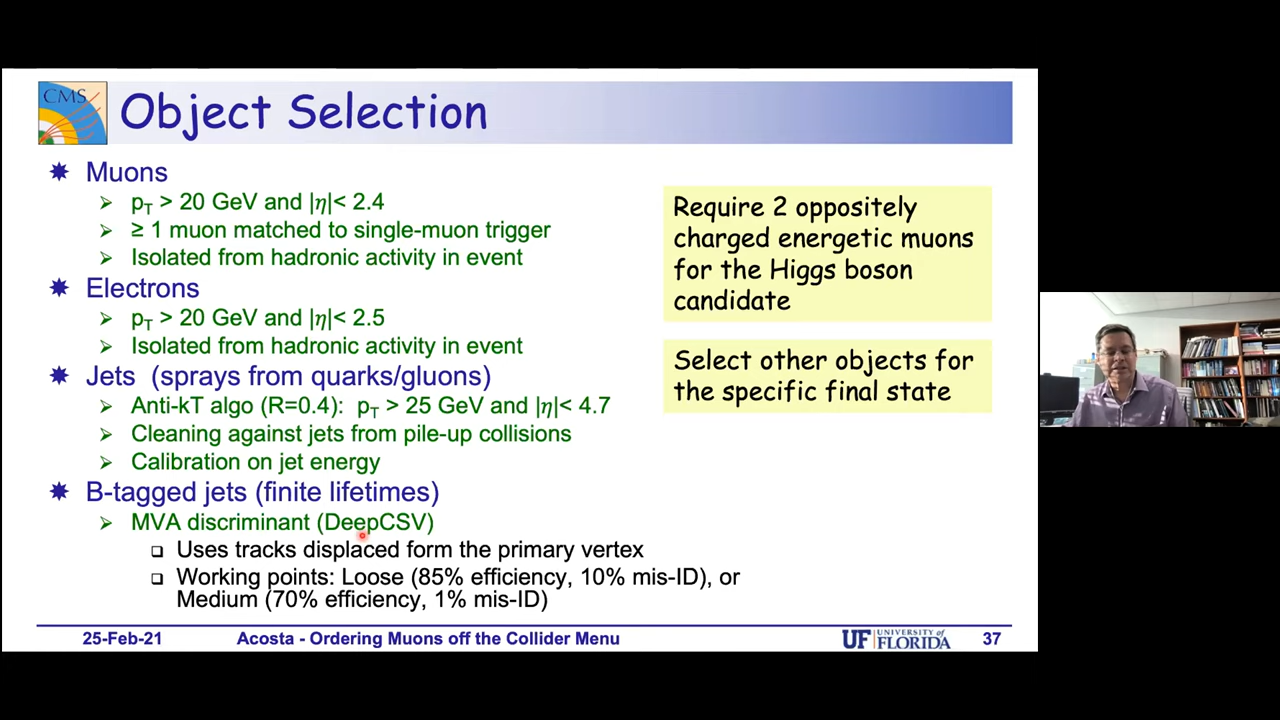 CMS
Object Selection
Muons
pT > 20 GeV and |η|< 2.4
≥ 1 muon matched to single-muon trigger
Isolated from hadronic activity in event
Electrons
pT > 20 GeV and |η|< 2.5
Isolated from hadronic activity in event
Jets (sprays from quarks/gluons)
Anti-kT algo (R=0.4): pT > 25 GeV and |η|< 4.7
Cleaning against jets from pile-up collisions
Calibration on jet energy
B-tagged jets (finite lifetimes)
MVA discriminant (DeepCSV)
Uses tracks displaced form the primary vertex
Working points: Loose (85% efficiency, 10% mis-ID), or
Medium (70% efficiency, 1% mis-ID)
Require 2 oppositely
charged energetic muons
for the Higgs boson
candidate
Select other objects for
the specific final state
25-Feb-21
Acosta - Ordering Muons off the Collider Menu
UF UNIVERSITY of
FLORIDA
37